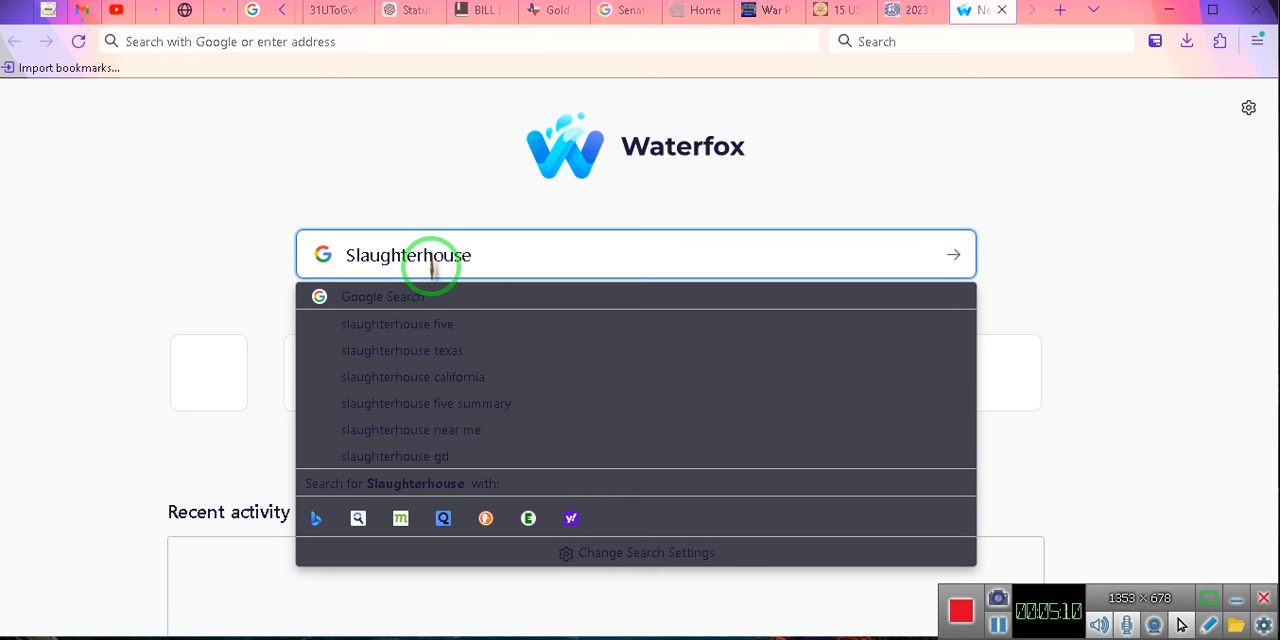 31UToGvM
Statut
BILL D
Gold
Senat
Home
War P
15 US
2023
Ne
Search with Google or enter address
Search
Import bookmarks...
Waterfox
Slaughterhouse
Google Search
slaughterhouse five
slaughterhouse texas
slaughterhouse california
slaughterhouse five summary
slaughterhouse near me
slaughterhouse gd
Search for Slaughterhouse with:
Change Search Settings
Recent activity
00:05:10
1353 × 678